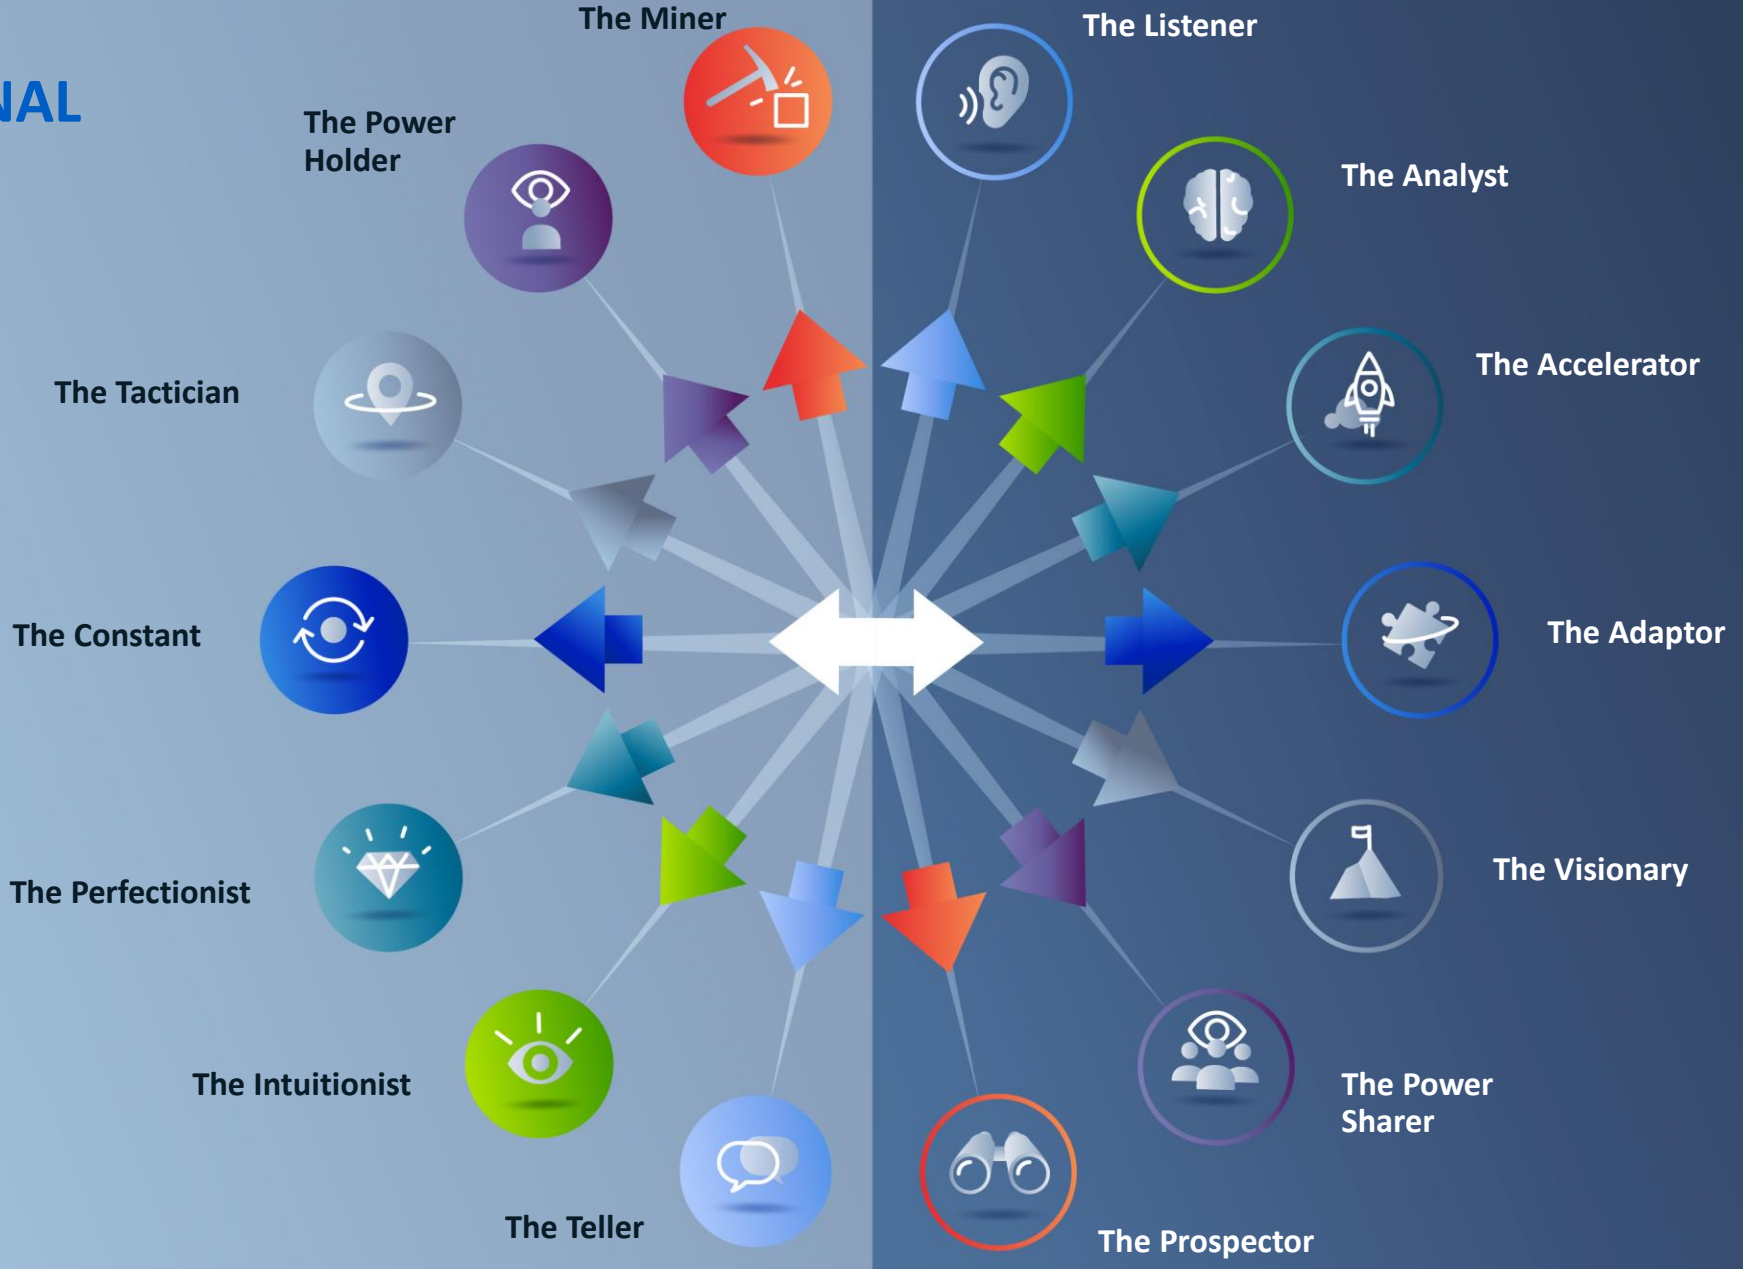 The Miner
The Listener
NAL
The Power
Holder
The Analyst
The Tactician
The Accelerator
The Constant
The Adaptor
The Perfectionist
The Visionary
The Intuitionist
The Power
Sharer
The Teller
The Prospector